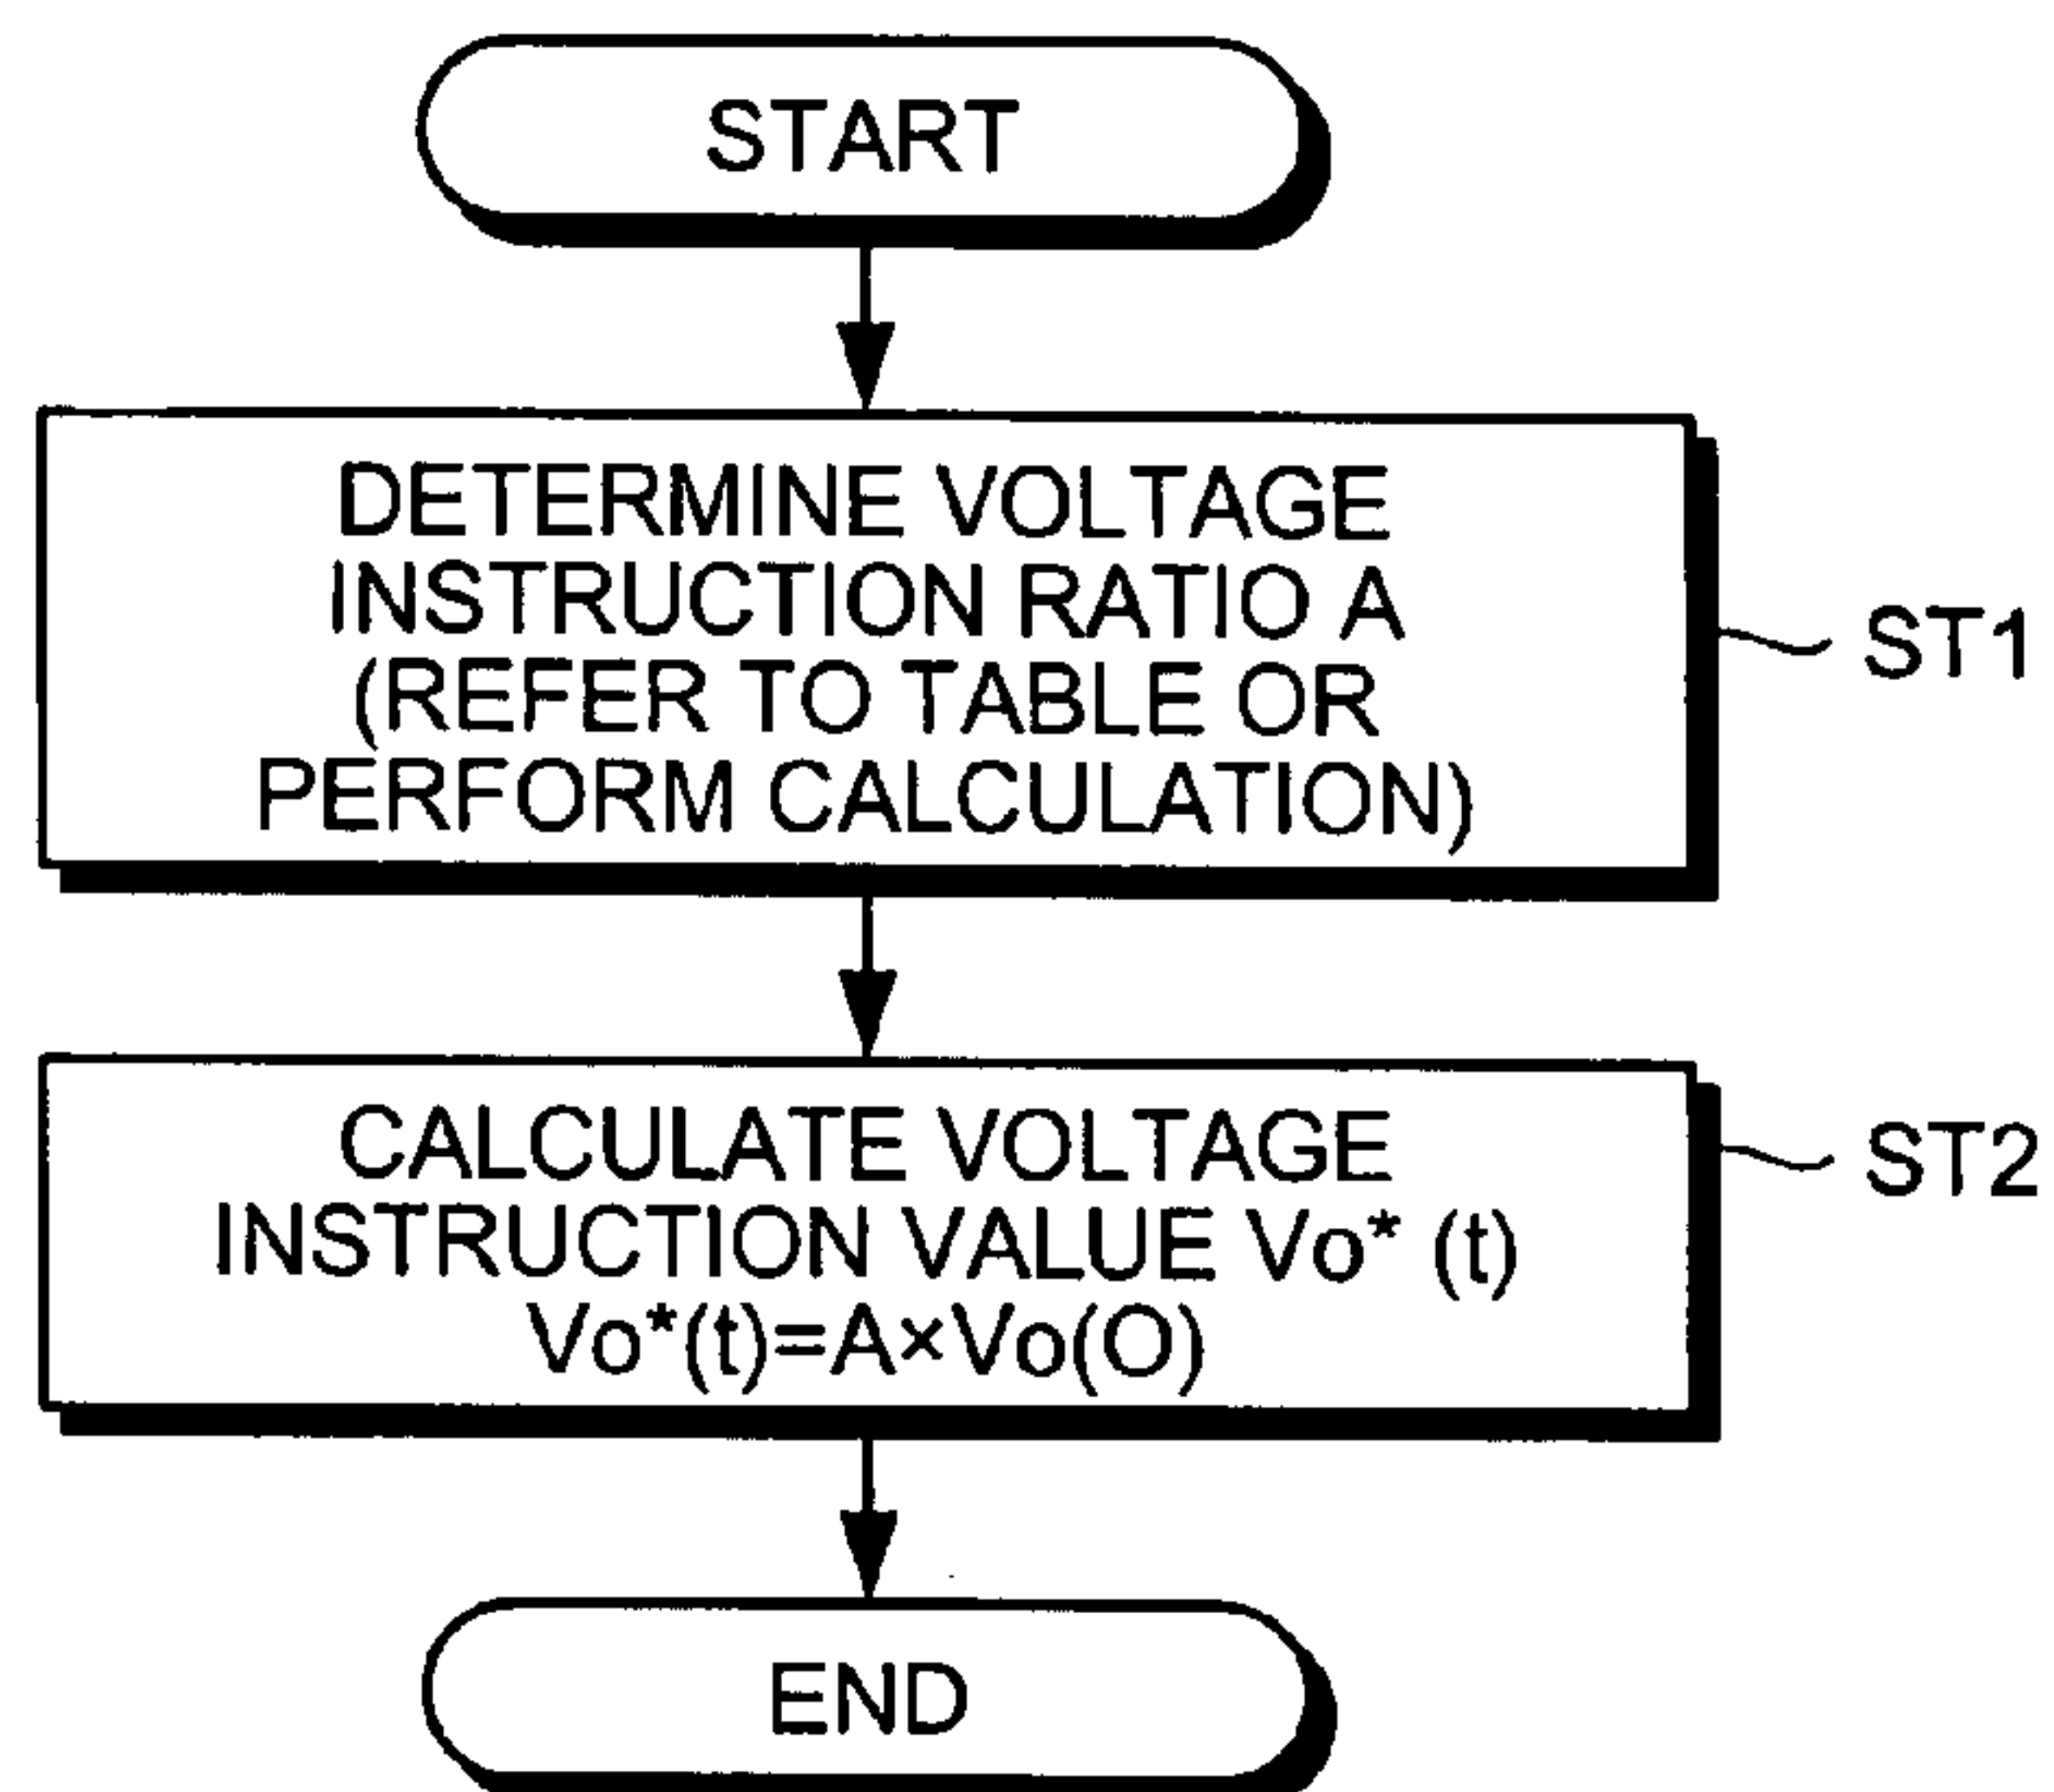 START
DETERMINE VOLTAGE
INSTRUCTION RATIO A
(REFER TO TABLE OR
PERFORM CALCULATION)
ST1
CALCULATE VOLTAGE
INSTRUCTION VALUE Vo* (t)
Vo*(t)=A×Vo(O)
ST2
END